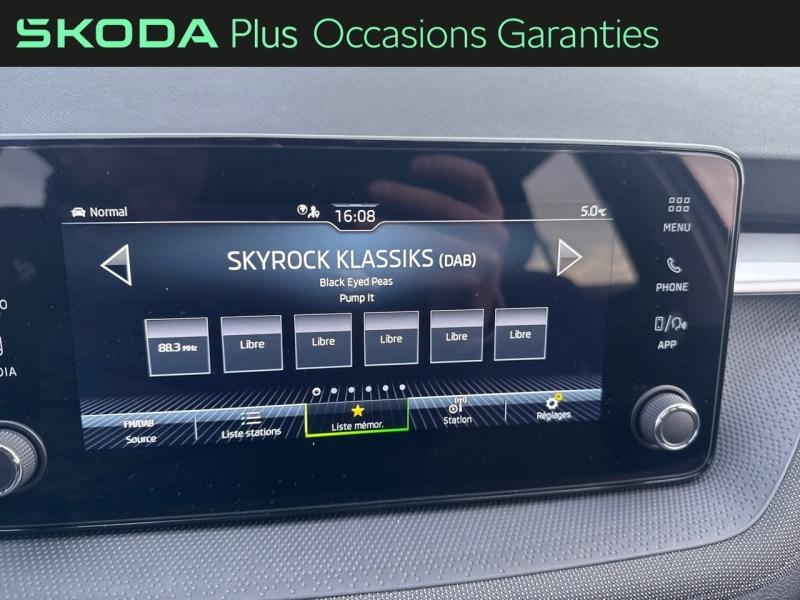 SKODA Plus Occasions Garanties
Normal
16:08
5.0°C
MENU
SKYROCK KLASSIKS (DAB)
Black Eyed Peas
Pump It
PHONE
88.3 MHz
Libre
Libre
Libre
Libre
Libre
APP
FM/DAB
Source
Liste stations
Liste mémor.
Station
Réglages